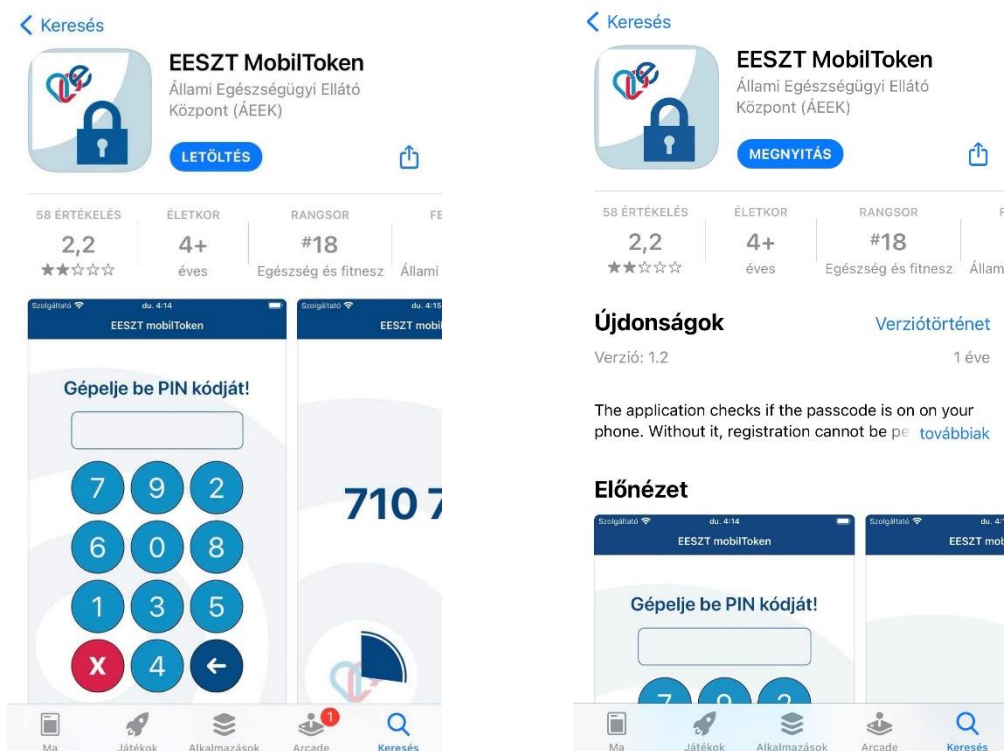 Keresés
EESZT MobilToken
Állami Egészségügyi Ellátó
Központ (ÁEEK)
LETÖLTÉS
58 ÉRTÉKELÉS
ÉLETKOR
RANGSOR
FE
2,2
4+
#18
éves
Egészség és fitnesz
Állami
Szolgáltató
du. 4:14
EESZT mobilToken
Gépelje be PIN kódját!
7 9 2
6 0 8
1 3 5
X 4
Szolgáltató
du. 4:15
EESZT mobil
710 7
Ma
Játékok
Alkalmazások
1
Arcade
Keresés
Keresés
EESZT MobilToken
Állami Egészségügyi Ellátó
Központ (ÁEEK)
MEGNYITÁS
58 ÉRTÉKELÉS
ÉLETKOR
RANGSOR
2,2
4+
#18
éves
Egészség és fitnesz
Állam
Újdonságok
Verziótörténet
Verzió: 1.2
1 éve
The application checks if the passcode is on on your
phone. Without it, registration cannot be pe továbbiak
Előnézet
Szolgáltató
du. 4:14
EESZT mobilToken
Gépelje be PIN kódját!
7 9 2
Szolgáltató
EESZT mob
Ma
Játékok
Alkalmazások
Arcade
Keresés